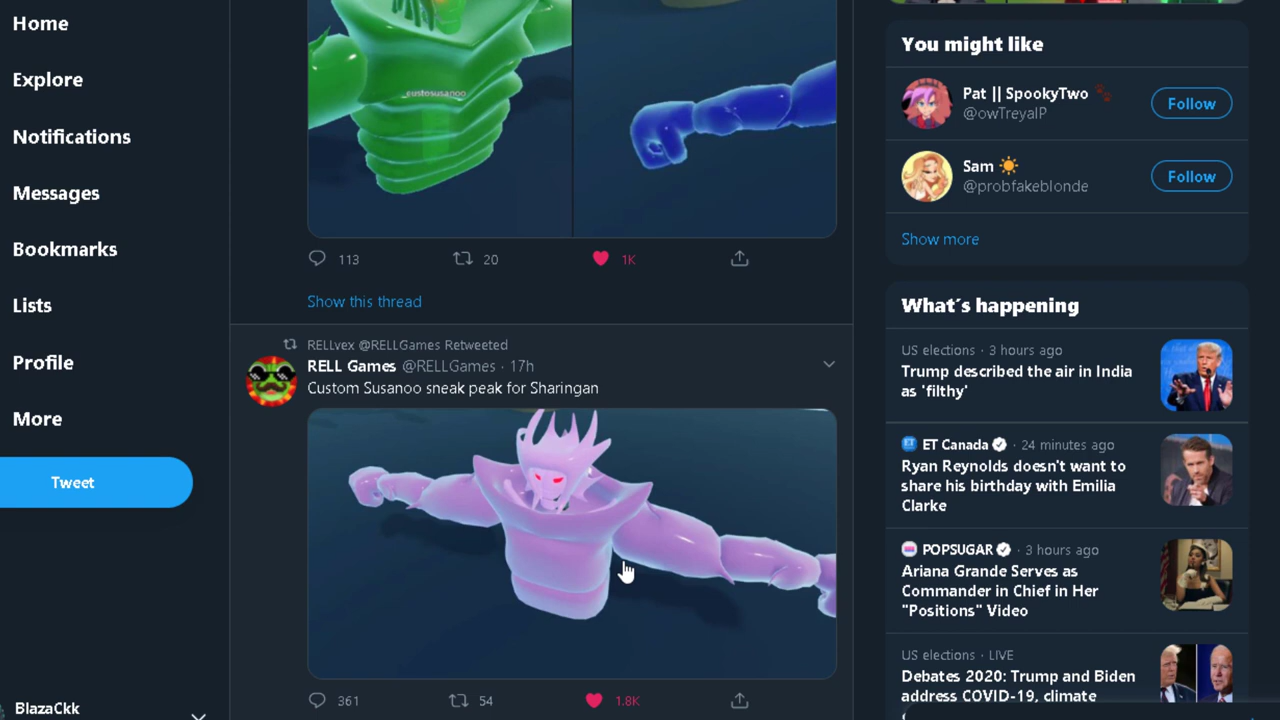 Home
Explore
Notifications
Messages
Bookmarks
Lists
Profile
More
Tweet
BlazaCkk
custosusanoo
113
20
1K
Show this thread
RELLvex @RELLGames Retweeted
RELL Games @RELLGames · 17h
Custom Susanoo sneak peak for Sharingan
361
54
1.8K
You might like
Pat || SpookyTwo
@owTreyalP
Follow
Sam
@probfakeblonde
Follow
Show more
What's happening
US elections · 3 hours ago
Trump described the air in India
as 'filthy'
ET Canada · 24 minutes ago
Ryan Reynolds doesn't want to
share his birthday with Emilia
Clarke
POPSUGAR · 3 hours ago
Ariana Grande Serves as
Commander in Chief in Her
"Positions" Video
US elections · LIVE
Debates 2020: Trump and Biden
address COVID-19, climate